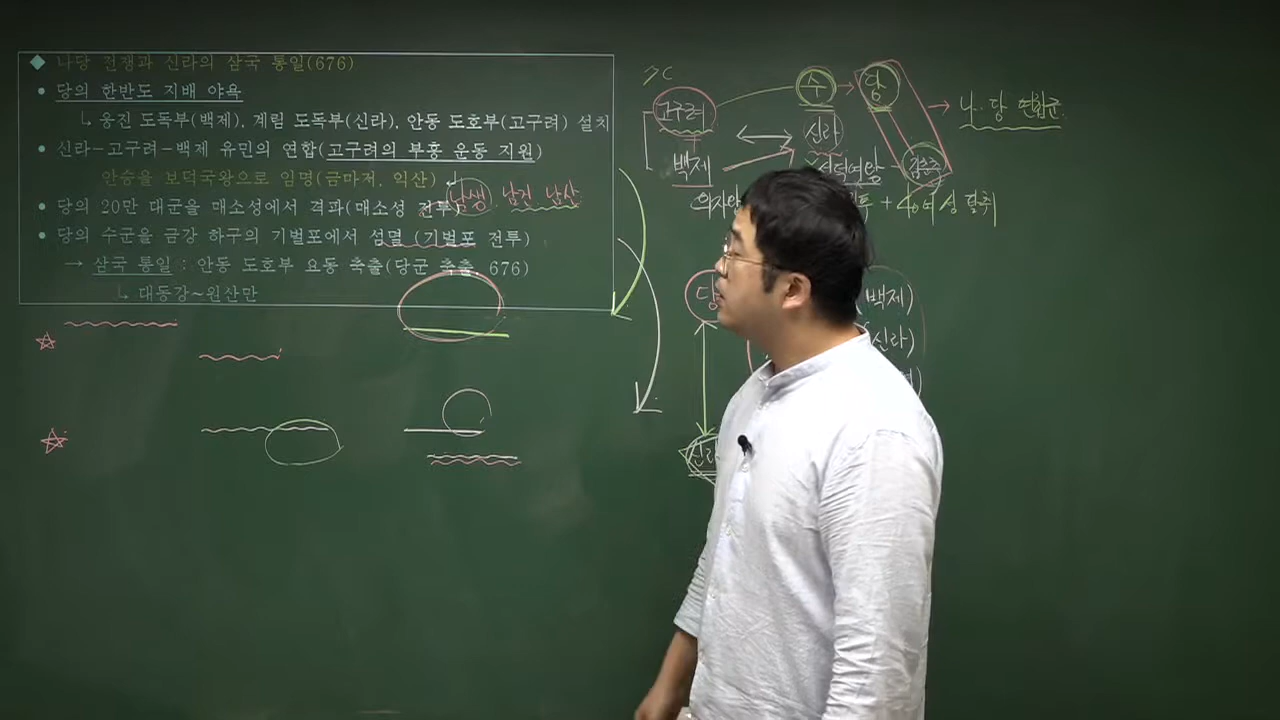 ◆ 나당 전쟁과 신라의 삼국 통일(676)
• 당의 한반도 지배 야욕
↳ 웅진 도독부(백제), 계림 도독부(신라), 안동 도호부(고구려) 설치
• 신라-고구려-백제 유민의 연합(고구려의 부흥 운동 지원)
안승을 보덕국왕으로 임명(금마저, 익산)
남생, 남건 남산
• 당의 20만 대군을 매소성에서 격파(매소성 전투)
• 당의 수군을 금강 하구의 기벌포에서 섬멸 (기벌포 전투)
→ 삼국 통일 : 안동 도호부 요동 축출(당군 축출, 676)
↳ 대동강~원산만
7C
고구려 수 → 당 → 나·당 연합군
신라
백제 선덕여왕 - 김춘추
의자왕 + 40여 성 탈취
당 백제)
신라)
신라